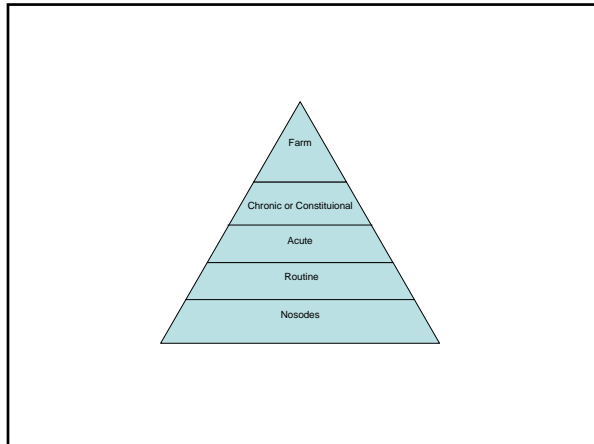 Farm
Chronic or Constituional
Acute
Routine
Nosodes